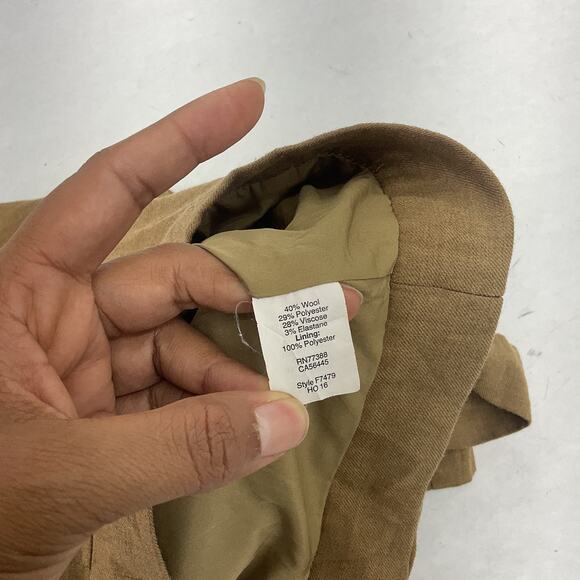 40% Wool
29% Polyester
28% Viscose
3% Elastane
Lining:
100% Polyester
RN77388
CA56445
Style F7479
HO 16